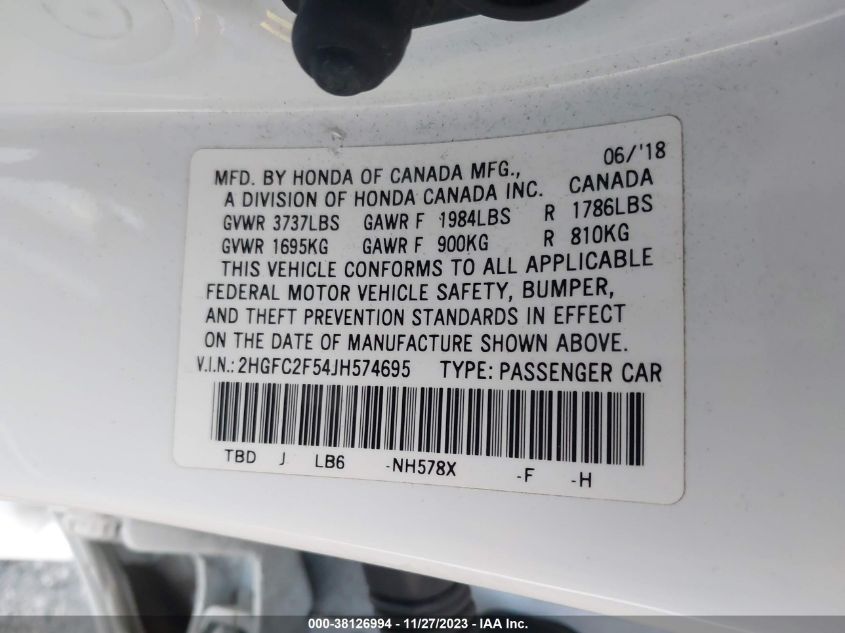 06/'18
MFD. BY HONDA OF CANADA MFG.,
A DIVISION OF HONDA CANADA INC. CANADA
GVWR 3737LBS GAWR F 1984LBS R 1786LBS
GVWR 1695KG GAWR F 900KG R 810KG
THIS VEHICLE CONFORMS TO ALL APPLICABLE
FEDERAL MOTOR VEHICLE SAFETY, BUMPER,
AND THEFT PREVENTION STANDARDS IN EFFECT
ON THE DATE OF MANUFACTURE SHOWN ABOVE.
V.I.N.: 2HGFC2F54JH574695 TYPE: PASSENGER CAR
TBD J LB6 -NH578X -F -H
000-38126994 - 11/27/2023 - IAA Inc.